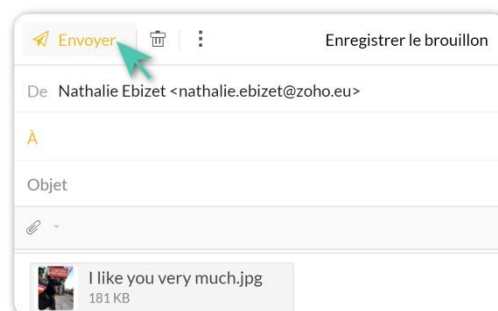 Envoyer
Enregistrer le brouillon
De Nathalie Ebizet <nathalie.ebizet@zoho.eu>
À
Objet
I like you very much.jpg
181 KB